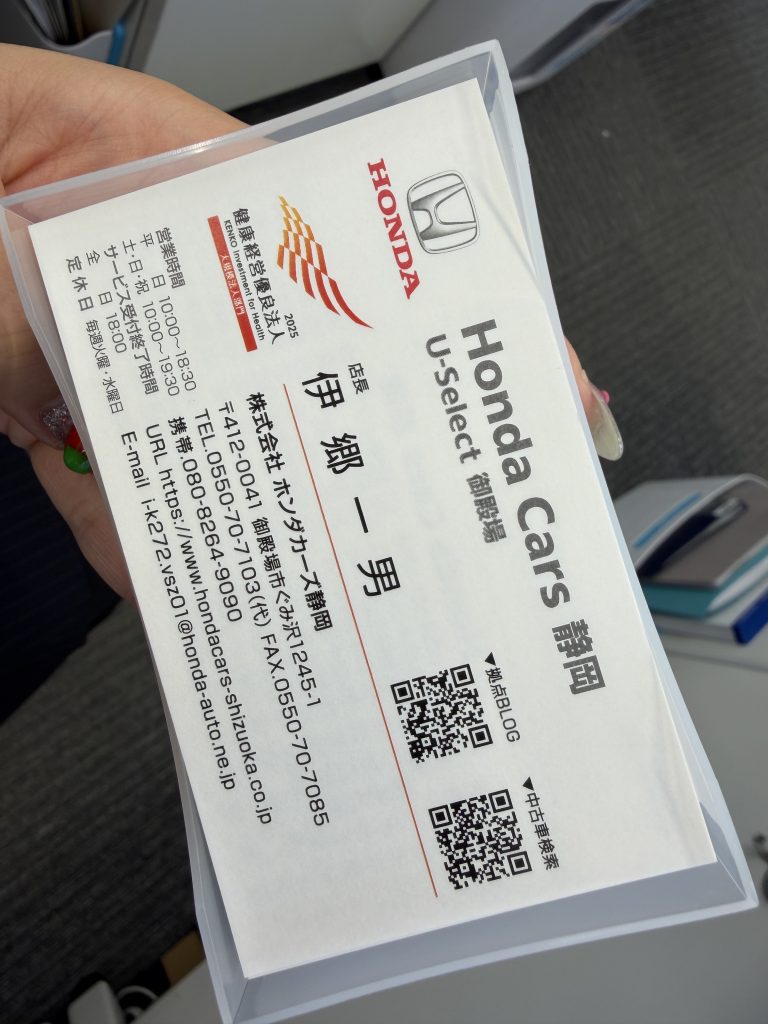 HONDA
Honda Cars 静岡
U-Select 御殿場
▼拠点BLOG
▼中古車検索
2025
健康経営優良法人
KENKO Investment for Health
大規模法人部門
店長
伊郷一男
株式会社 ホンダカーズ静岡
〒412-0041 御殿場市ぐみ沢1245-1
TEL.0550-70-7103(代) FAX.0550-70-7085
携帯.080-8264-9090
URL https://www.hondacars-shizuoka.co.jp
E-mail i-k272.vsz01@honda-auto.ne.jp
営業時間
平 日 10:00～18:30
土・日・祝 10:00～19:30
サービス受付終了時間
全 日 18:00
定休日 毎週火曜・水曜日